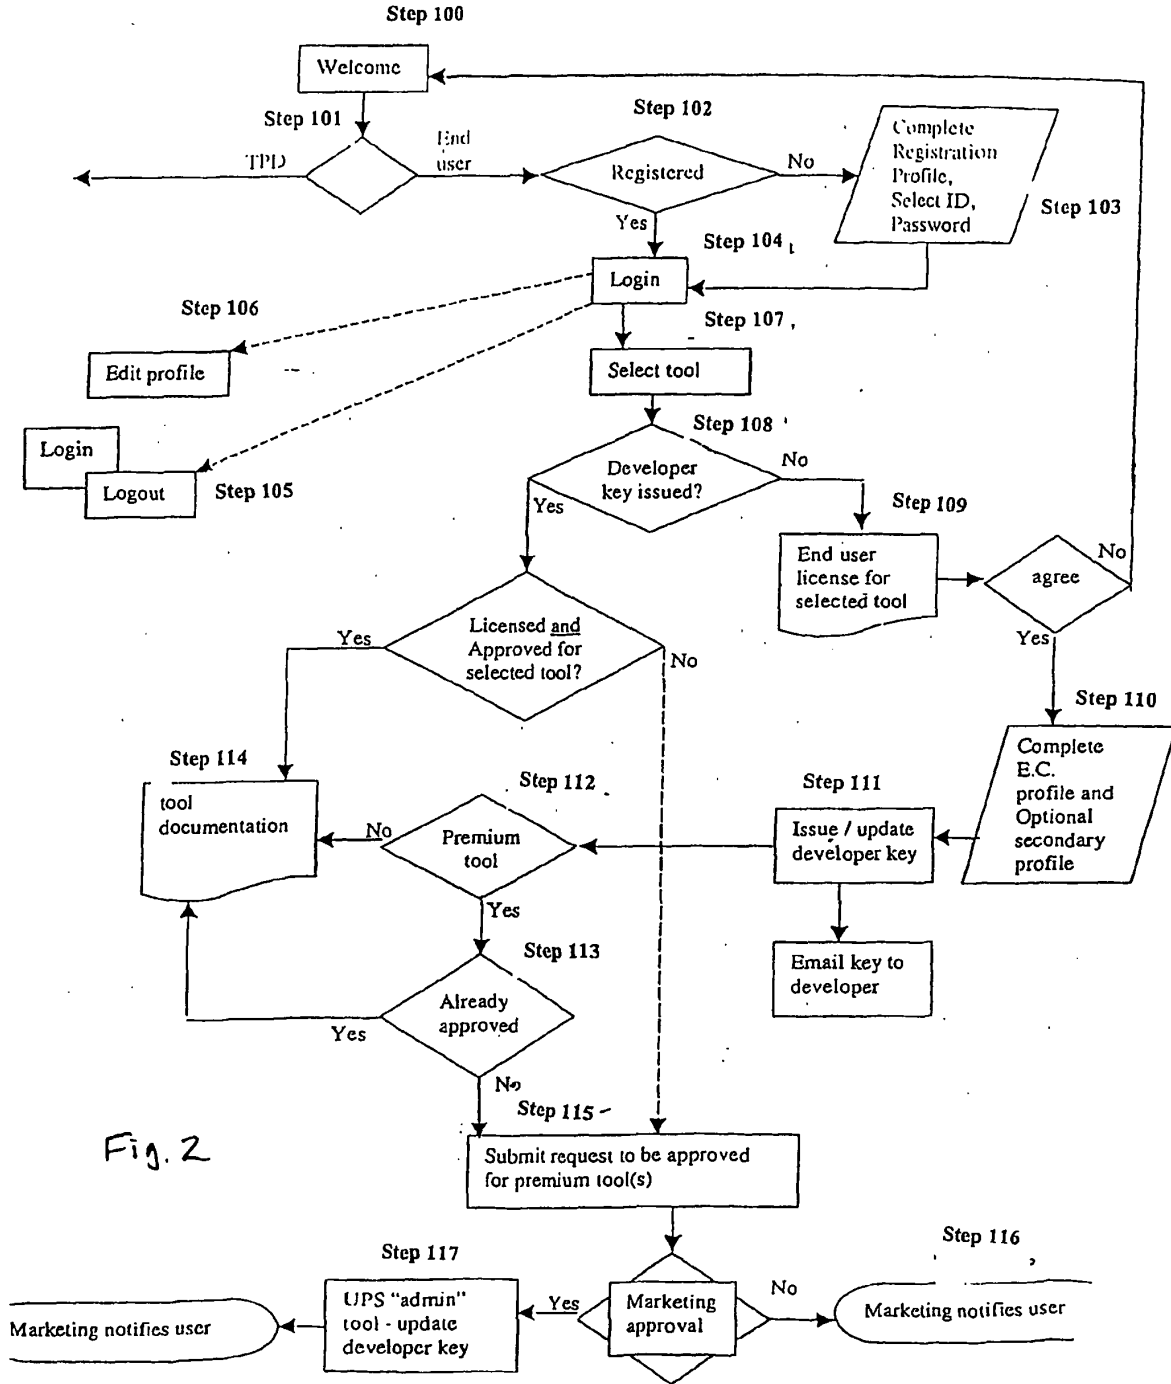 Step 100
Welcome
Step 101
TPD
End
user
Step 102
Registered
No
Yes
Complete
Registration
Profile,
Select ID,
Password
Step 103
Step 104
Login
Step 106
Edit profile
Step 107
Select tool
Login
Logout
Step 105
Step 108
Developer
key issued?
No
Yes
Step 109
End user
license for
selected tool
agree
No
Yes
Licensed and
Approved for
selected tool?
Yes
No
Step 110
Complete
E.C.
profile and
Optional
secondary
profile
Step 114
tool
documentation
Step 112
Premium
tool
No
Yes
Step 111
Issue / update
developer key
Email key to
developer
Step 113
Already
approved
Yes
No
Step 115
Submit request to be approved
for premium tool(s)
Fig. 2
Step 117
UPS "admin"
tool - update
developer key
Yes
Marketing
approval
No
Step 116
Marketing notifies user
Marketing notifies user